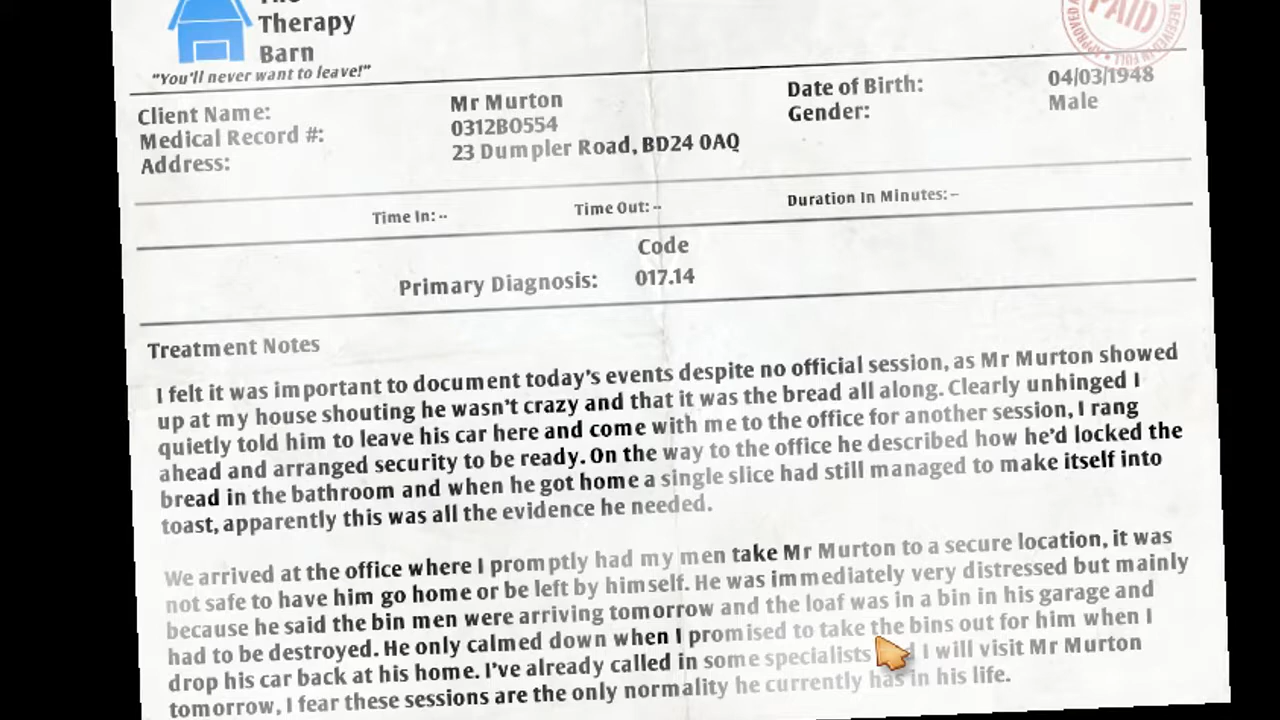 The
Therapy
Barn
"You'll never want to leave!"
PAID
Client Name: Mr Murton Date of Birth: 04/03/1948
Medical Record #: 0312B0554 Gender: Male
Address: 23 Dumpler Road, BD24 0AQ
Time In: -- Time Out: -- Duration In Minutes: --
Code
Primary Diagnosis: 017.14
Treatment Notes
I felt it was important to document today's events despite no official session, as Mr Murton showed
up at my house shouting he wasn't crazy and that it was the bread all along. Clearly unhinged I
quietly told him to leave his car here and come with me to the office for another session, I rang
ahead and arranged security to be ready. On the way to the office he described how he'd locked the
bread in the bathroom and when he got home a single slice had still managed to make itself into
toast, apparently this was all the evidence he needed.
We arrived at the office where I promptly had my men take Mr Murton to a secure location, it was
not safe to have him go home or be left by himself. He was immediately very distressed but mainly
because he said the bin men were arriving tomorrow and the loaf was in a bin in his garage and
had to be destroyed. He only calmed down when I promised to take the bins out for him when I
drop his car back at his home. I've already called in some specialists I will visit Mr Murton
tomorrow, I fear these sessions are the only normality he currently has in his life.